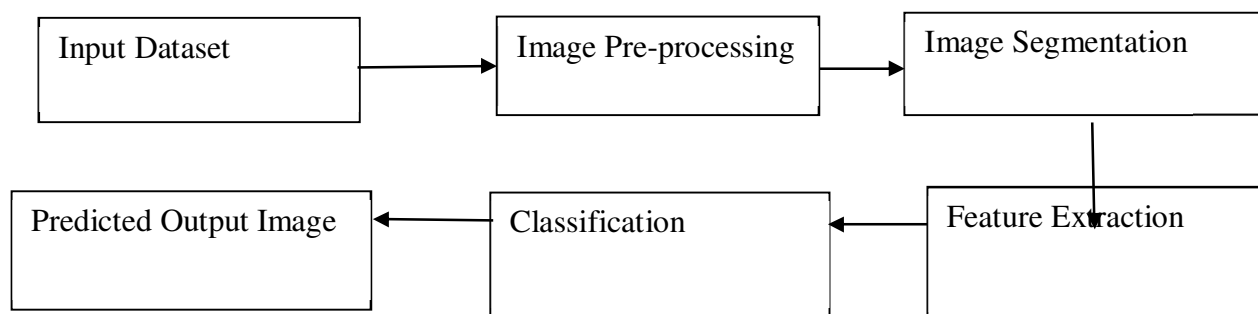 Input Dataset
Image Pre-processing
Image Segmentation
Feature Extraction
Classification
Predicted Output Image